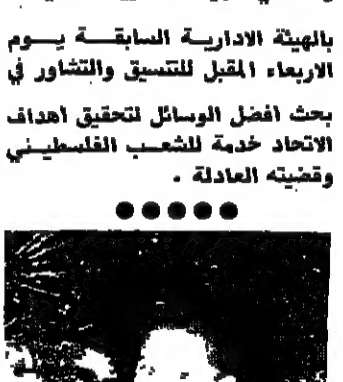 بالهيئة الادارية السابقة يوم
الاربعاء المقبل للتنسيق والتشاور في
بحث افضل الوسائل لتحقيق اهداف
الاتحاد خدمة للشعب الفلسطيني
وقضيته العادلة .